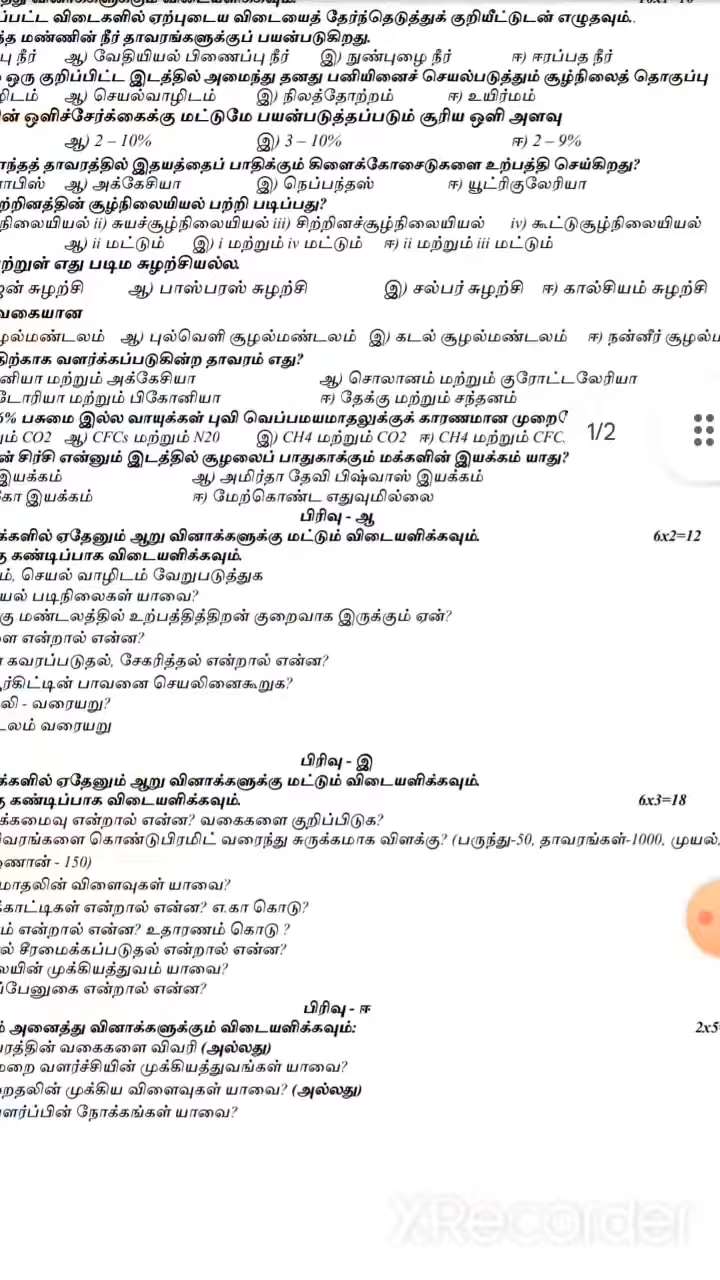 ப்பட்ட விடைகளில் ஏற்புடைய விடையைத் தேர்ந்தெடுத்துக் குறியீட்டுடன் எழுதவும்..
ந்த மண்ணின் நீர் தாவரங்களுக்குப் பயன்படுகிறது.
பு நீர் ஆ) வேதியியல் பிணைப்பு நீர் இ) நுண்புழை நீர் ஈ) ஈரப்பத நீர்
ஒரு குறிப்பிட்ட இடத்தில் அமைந்து தனது பனியினைச் செயல்படுத்தும் சூழ்நிலைத் தொகுப்பு
ழிடம் ஆ) செயல்வாழிடம் இ) நிலத்தோற்றம் ஈ) உயிர்மம்
ன் ஒளிச்சேர்க்கைக்கு மட்டுமே பயன்படுத்தப்படும் சூரிய ஒளி அளவு
ஆ) 2 – 10% இ) 3 – 10% ஈ) 2 – 9%
ாந்தத் தாவரத்தில் இதயத்தைப் பாதிக்கும் கிளைக்கோசைடுகளை உற்பத்தி செய்கிறது?
ராபிஸ் ஆ) அக்கேசியா இ) நெப்பந்தஸ் ஈ) யூட்ரிகுலேரியா
ற்றினத்தின் சூழ்நிலையியல் பற்றி படிப்பது?
நிலையியல் ii) சுயச்சூழ்நிலையியல் iii) சிற்றினச்சூழ்நிலையியல் iv) கூட்டுசூழ்நிலையியல்
ஆ) ii மட்டும் இ) i மற்றும் iv மட்டும் ஈ) ii மற்றும் iii மட்டும்
வற்றுள் எது படிம சுழற்சியல்ல.
ஜன் சுழற்சி ஆ) பாஸ்பரஸ் சுழற்சி இ) சல்பர் சுழற்சி ஈ) கால்சியம் சுழற்சி
வகையான
ழல்மண்டலம் ஆ) புல்வெளி சூழல்மண்டலம் இ) கடல் சூழல்மண்டலம் ஈ) நன்னீர் சூழல்ம
திற்காக வளர்க்கப்படுகின்ற தாவரம் எது?
னியா மற்றும் அக்கேசியா ஆ) சொலானம் மற்றும் குரோட்டலேரியா
டோரியா மற்றும் பிகோனியா ஈ) தேக்கு மற்றும் சந்தனம்
6% பசுமை இல்ல வாயுக்கள் புவி வெப்பமயமாதலுக்குக் காரணமான முறை
ும் CO2 ஆ) CFCs மற்றும் N20 இ) CH4 மற்றும் CO2 ஈ) CH4 மற்றும் CFC. 1/2
ன் சிர்சி என்னும் இடத்தில் சூழலைப் பாதுகாக்கும் மக்களின் இயக்கம் யாது?
இயக்கம் ஆ) அமிர்தா தேவி பிஷ்வாஸ் இயக்கம்
கோ இயக்கம் ஈ) மேற்கொண்ட எதுவுமில்லை
பிரிவு - ஆ
க்களில் ஏதேனும் ஆறு வினாக்களுக்கு மட்டும் விடையளிக்கவும். 6x2=12
கு கண்டிப்பாக விடையளிக்கவும்.
ம், செயல் வாழிடம் வேறுபடுத்துக
யல் படிநிலைகள் யாவை?
கு மண்டலத்தில் உற்பத்தித்திறன் குறைவாக இருக்கும் ஏன்?
ளை என்றால் என்ன?
கவரப்படுதல், சேகரித்தல் என்றால் என்ன?
ர்கிட்டின் பாவனை செயலினைகூறுக?
லி - வரையறு?
டலம் வரையறு
பிரிவு - இ
க்களில் ஏதேனும் ஆறு வினாக்களுக்கு மட்டும் விடையளிக்கவும்.
கு கண்டிப்பாக விடையளிக்கவும். 6x3=18
க்கமைவு என்றால் என்ன? வகைகளை குறிப்பிடுக?
வரங்களை கொண்டுபிரமிட் வரைந்து சுருக்கமாக விளக்கு? (பருந்து-50, தாவரங்கள்-1000, முயல்,
ணான் - 150)
மாதலின் விளைவுகள் யாவை?
காட்டிகள் என்றால் என்ன? எ.கா கொடு?
ம் என்றால் என்ன? உதாரணம் கொடு ?
ல் சீரமைக்கப்படுதல் என்றால் என்ன?
லயின் முக்கியத்துவம் யாவை?
ப்பேனுகை என்றால் என்ன?
பிரிவு - ஈ
ம் அனைத்து வினாக்களுக்கும் விடையளிக்கவும்: 2x5
ரத்தின் வகைகளை விவரி (அல்லது)
மறை வளர்ச்சியின் முக்கியத்துவங்கள் யாவை?
றைதலின் முக்கிய விளைவுகள் யாவை? (அல்லது)
ளர்ப்பின் நோக்கங்கள் யாவை?
XRecorder